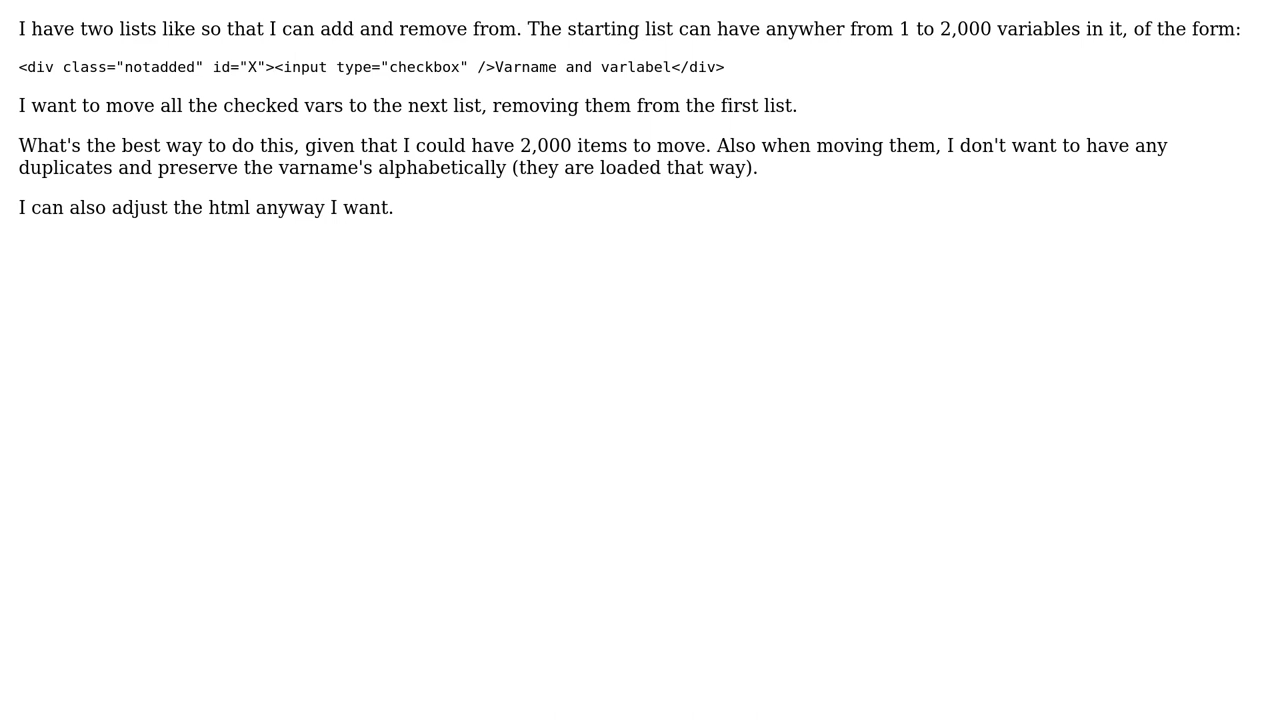 I have two lists like so that I can add and remove from. The starting list can have anywher from 1 to 2,000 variables in it, of the form:
<div class="notadded" id="X"><input type="checkbox" />Varname and varlabel</div>
I want to move all the checked vars to the next list, removing them from the first list.
What's the best way to do this, given that I could have 2,000 items to move. Also when moving them, I don't want to have any
duplicates and preserve the varname's alphabetically (they are loaded that way).
I can also adjust the html anyway I want.